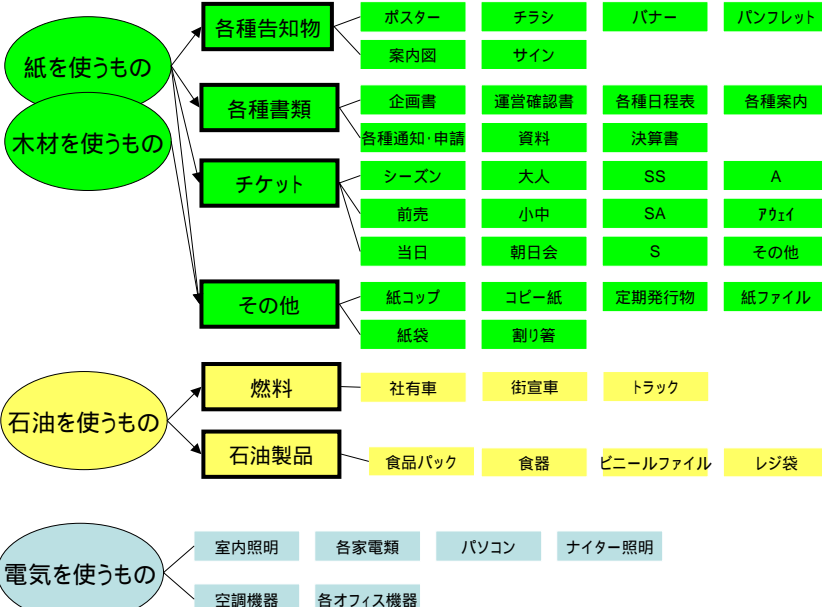 紙を使うもの
木材を使うもの
各種告知物
ポスター
チラシ
バナー
パンフレット
案内図
サイン
各種書類
企画書
運営確認書
各種日程表
各種案内
各種通知・申請
資料
決算書
チケット
シーズン
大人
SS
A
前売
小中
SA
アウェイ
当日
朝日会
S
その他
その他
紙コップ
コピー紙
定期発行物
紙ファイル
紙袋
割り箸
石油を使うもの
燃料
社有車
街宣車
トラック
石油製品
食品パック
食器
ビニールファイル
レジ袋
電気を使うもの
室内照明
各家電類
パソコン
ナイター照明
空調機器
各オフィス機器